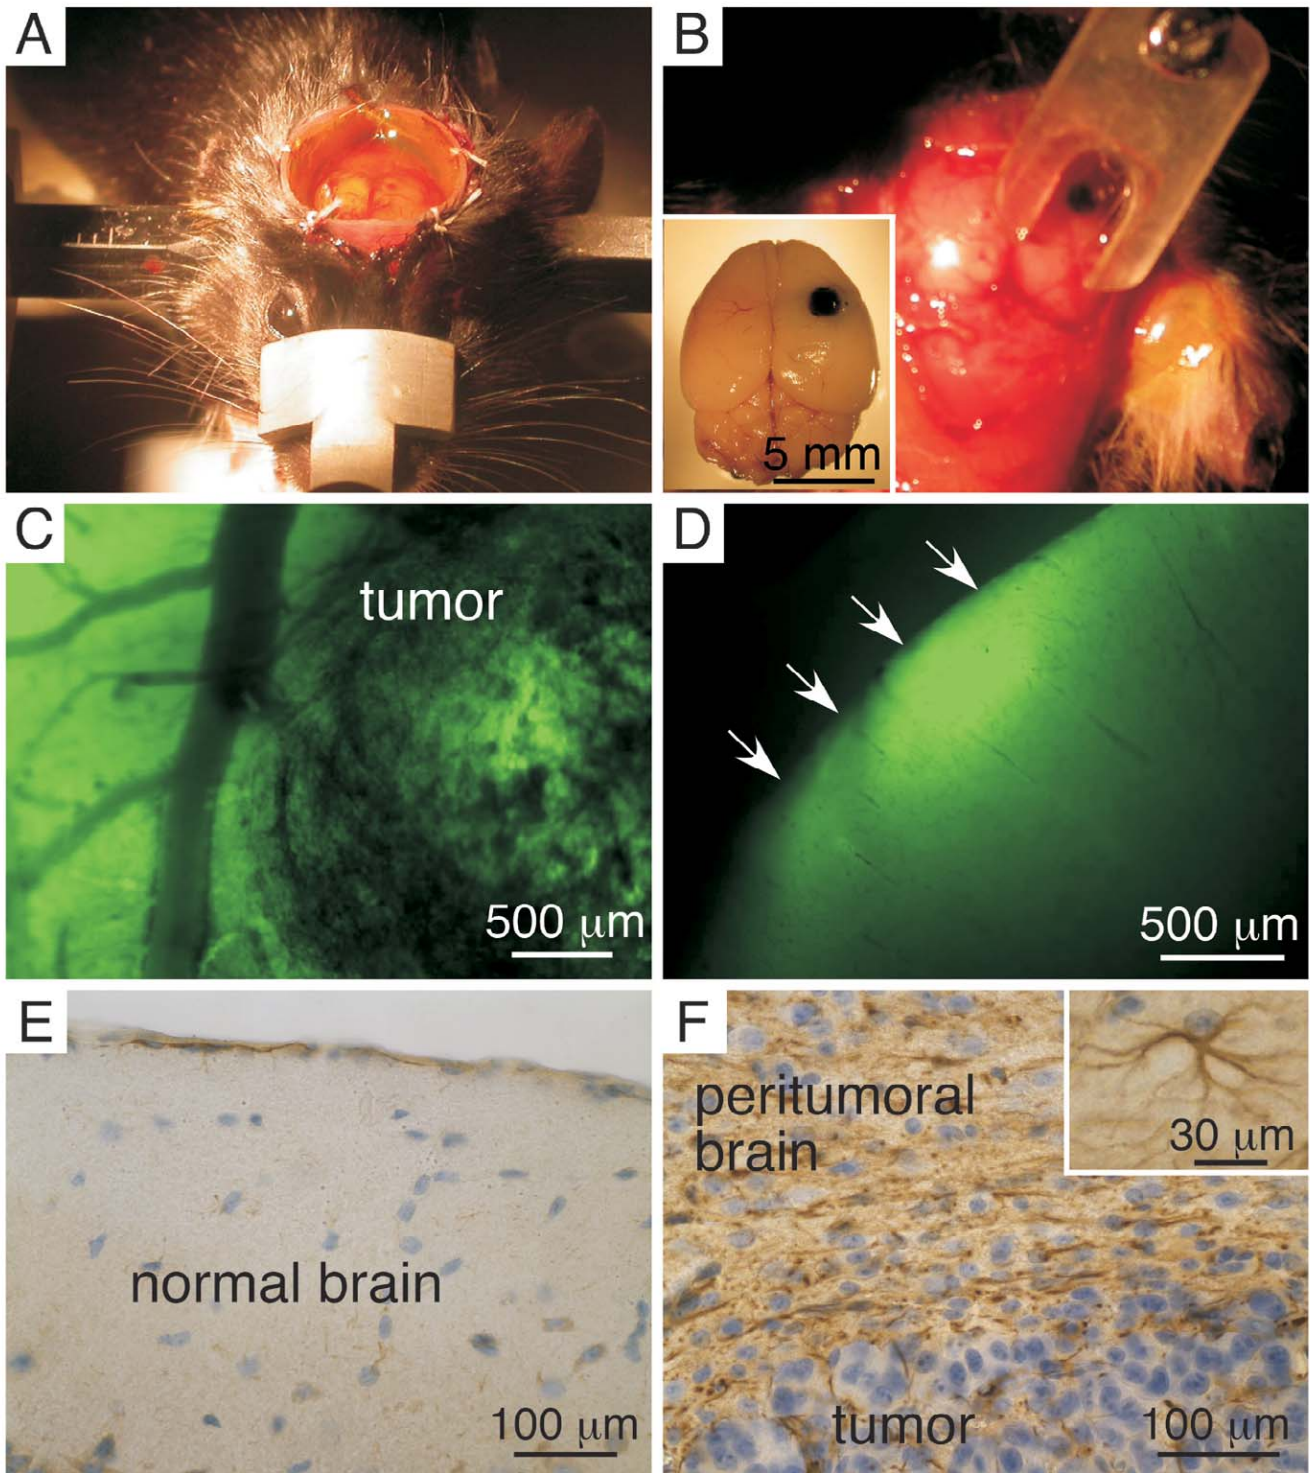 A
B
5 mm
C
tumor
500 μm
D
500 μm
E
normal brain
100 μm
F
peritumoral
brain
30 μm
tumor
100 μm